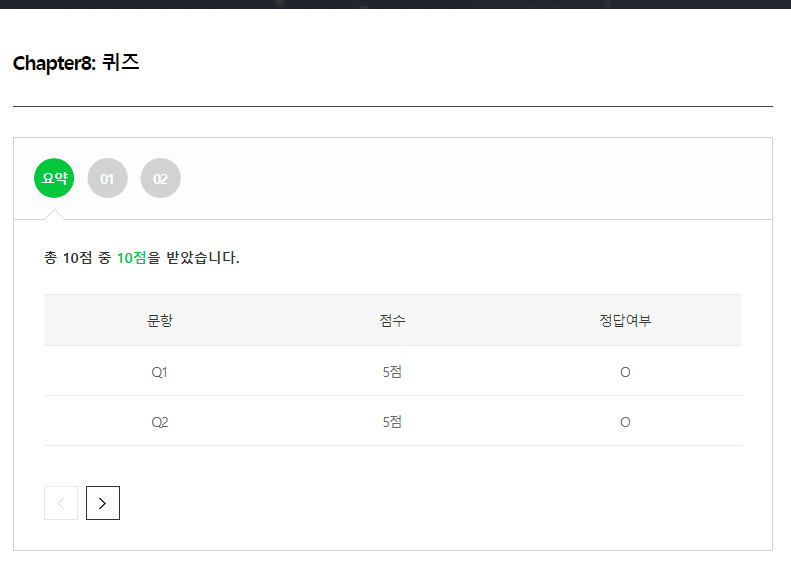 Chapter8: 퀴즈
요약 01 02
총 10점 중 10점을 받았습니다.
문항 점수 정답여부
Q1 5점 O
Q2 5점 O